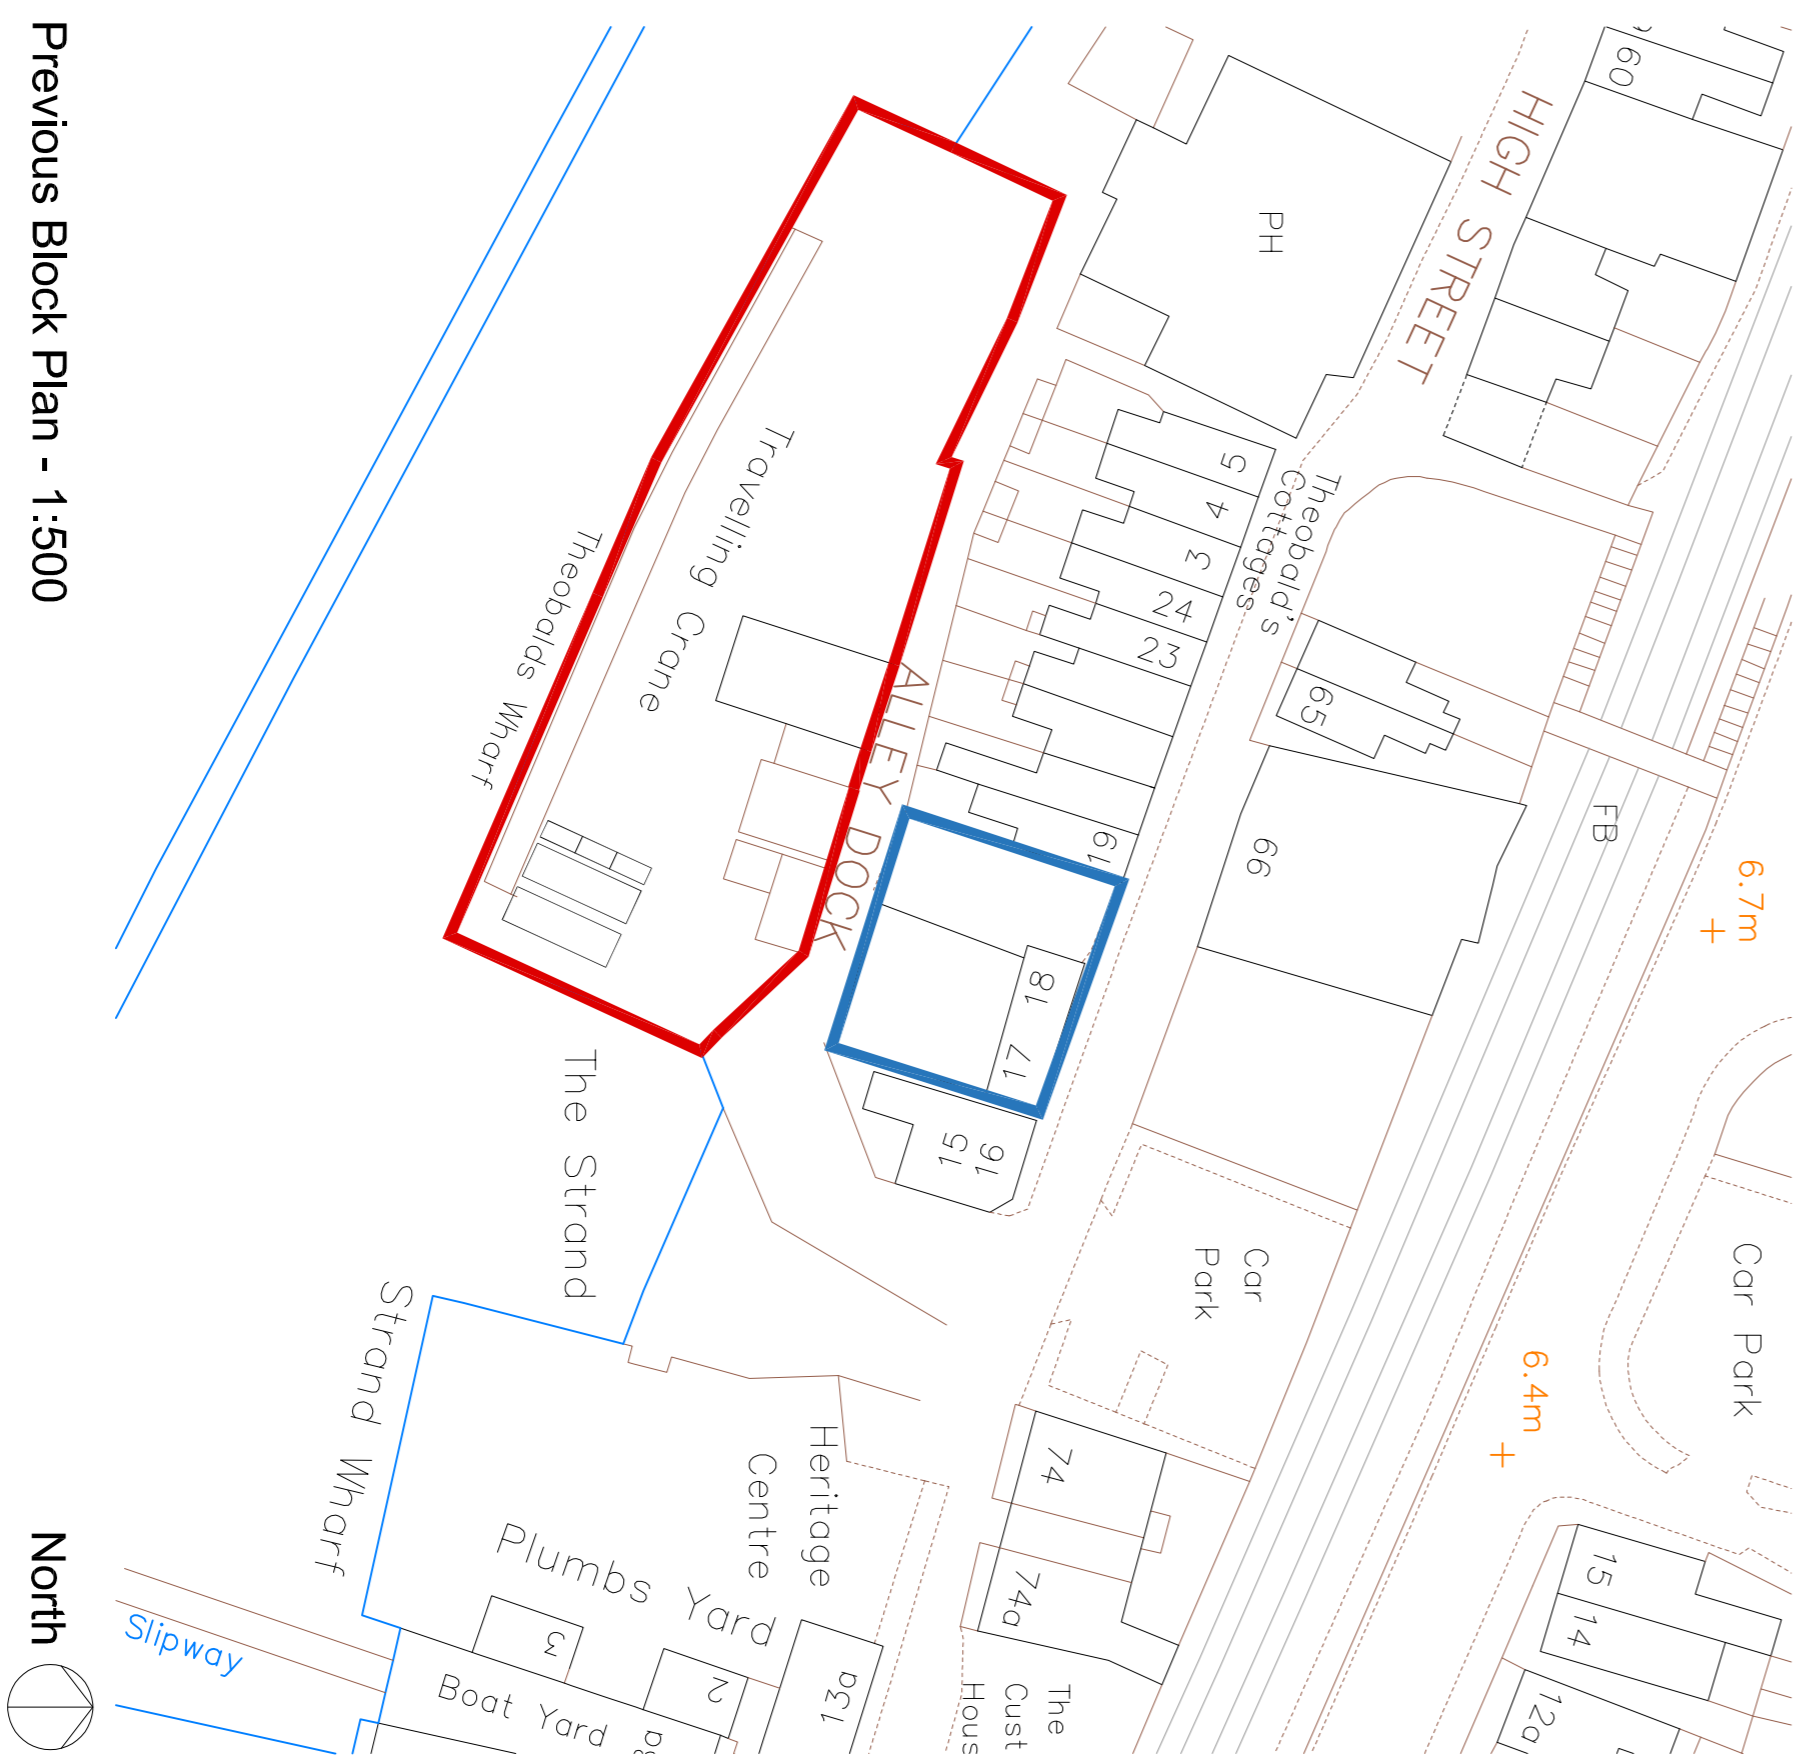 Previous Block Plan - 1:500
North
60
HIGH STREET
PH
Theobald's
Cottages
5
4
3
24
23
19
65
66
FB
6.7m
6.4m
Travelling Crane
Theobalds Wharf
ALLEY DOCK
18
17
16
15
The Strand
Strand Wharf
Car
Park
Car Park
Heritage
Centre
Plumbs Yard
74
74a
15
14
12a
The
Cust
Hous
13a
3
2
Boat Yard
Slipway